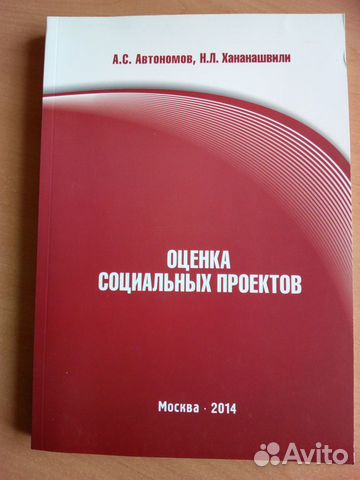 А.С. Автономов, Н.Л. Хананашвили
ОЦЕНКА
СОЦИАЛЬНЫХ ПРОЕКТОВ
Москва · 2014
Avito